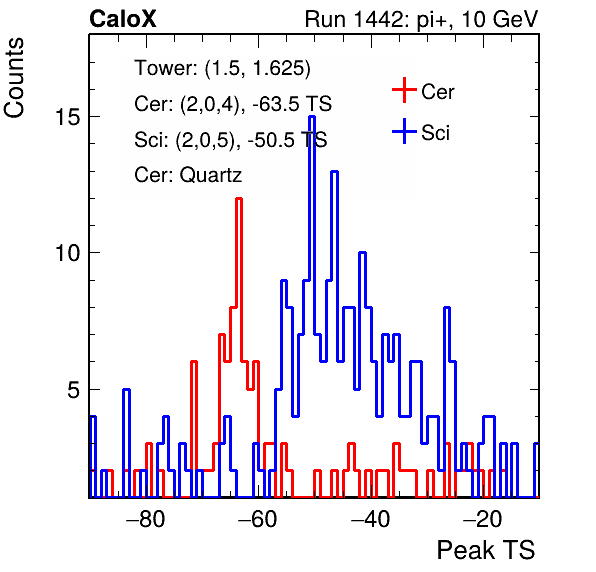 CaloX Run 1442: pi+, 10 GeV
Counts
Tower: (1.5, 1.625)
Cer: (2,0,4), -63.5 TS
Sci: (2,0,5), -50.5 TS
Cer: Quartz
Cer
Sci
15
10
5
−80 −60 −40 −20
Peak TS